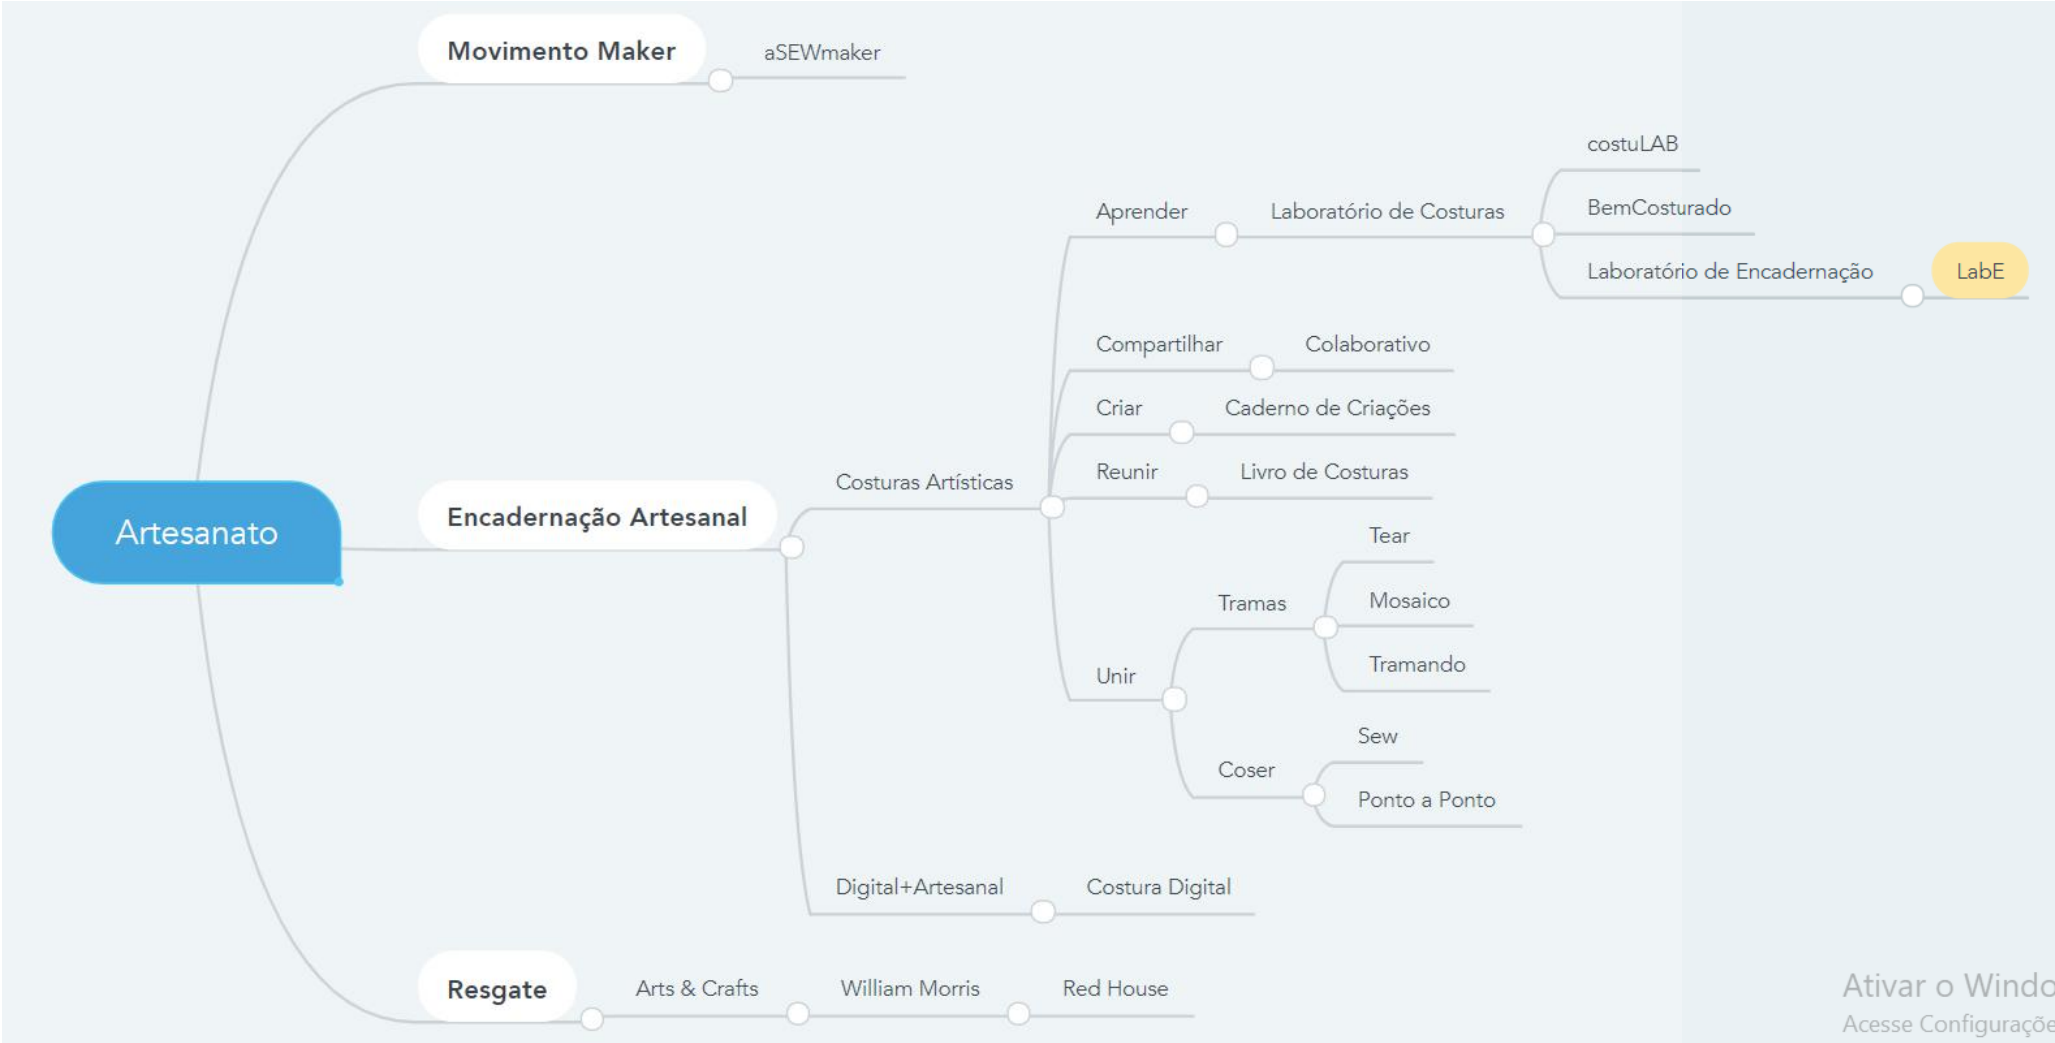 Movimento Maker
aSEWmaker
costuLAB
Aprender
Laboratório de Costuras
BemCosturado
Laboratório de Encadernação
LabE
Compartilhar
Colaborativo
Criar
Caderno de Criações
Reunir
Livro de Costuras
Costuras Artísticas
Encadernação Artesanal
Artesanato
Tear
Tramas
Mosaico
Tramando
Unir
Sew
Coser
Ponto a Ponto
Digital+Artesanal
Costura Digital
Resgate
Arts & Crafts
William Morris
Red House
Ativar o Windo
Acesse Configuraçõe